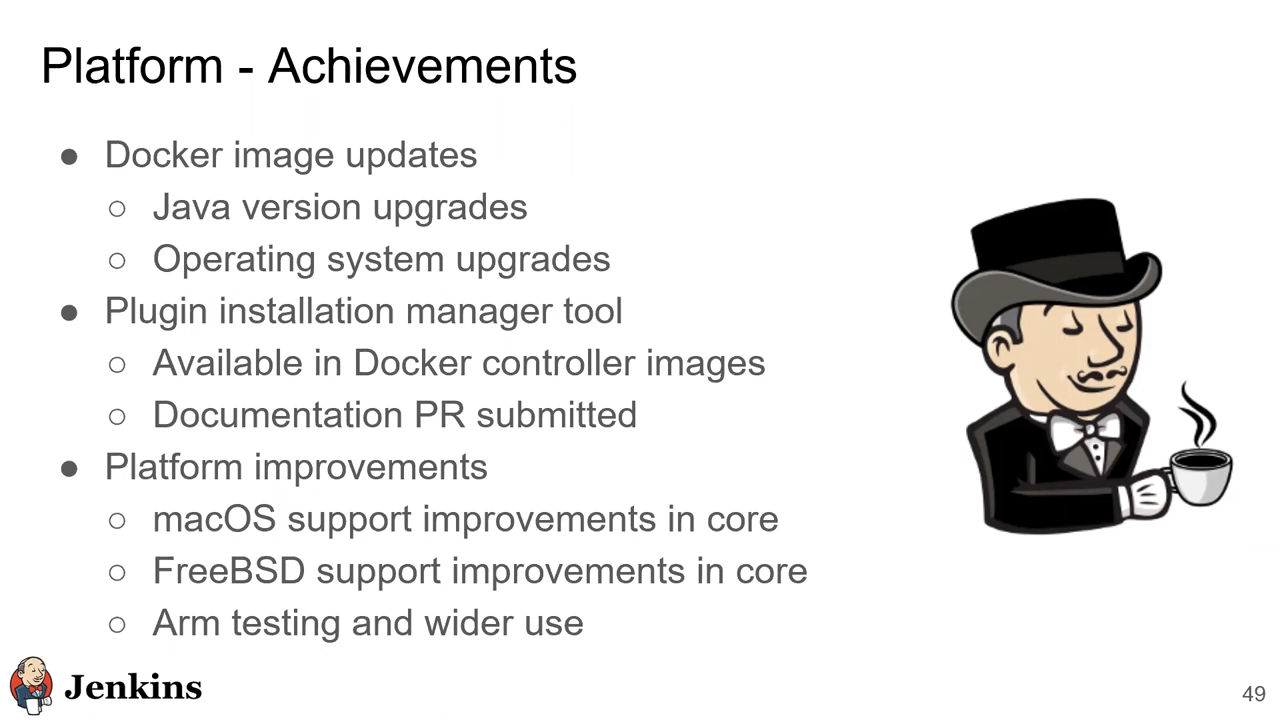 Platform - Achievements
● Docker image updates
○ Java version upgrades
○ Operating system upgrades
● Plugin installation manager tool
○ Available in Docker controller images
○ Documentation PR submitted
● Platform improvements
○ macOS support improvements in core
○ FreeBSD support improvements in core
○ Arm testing and wider use
Jenkins
49